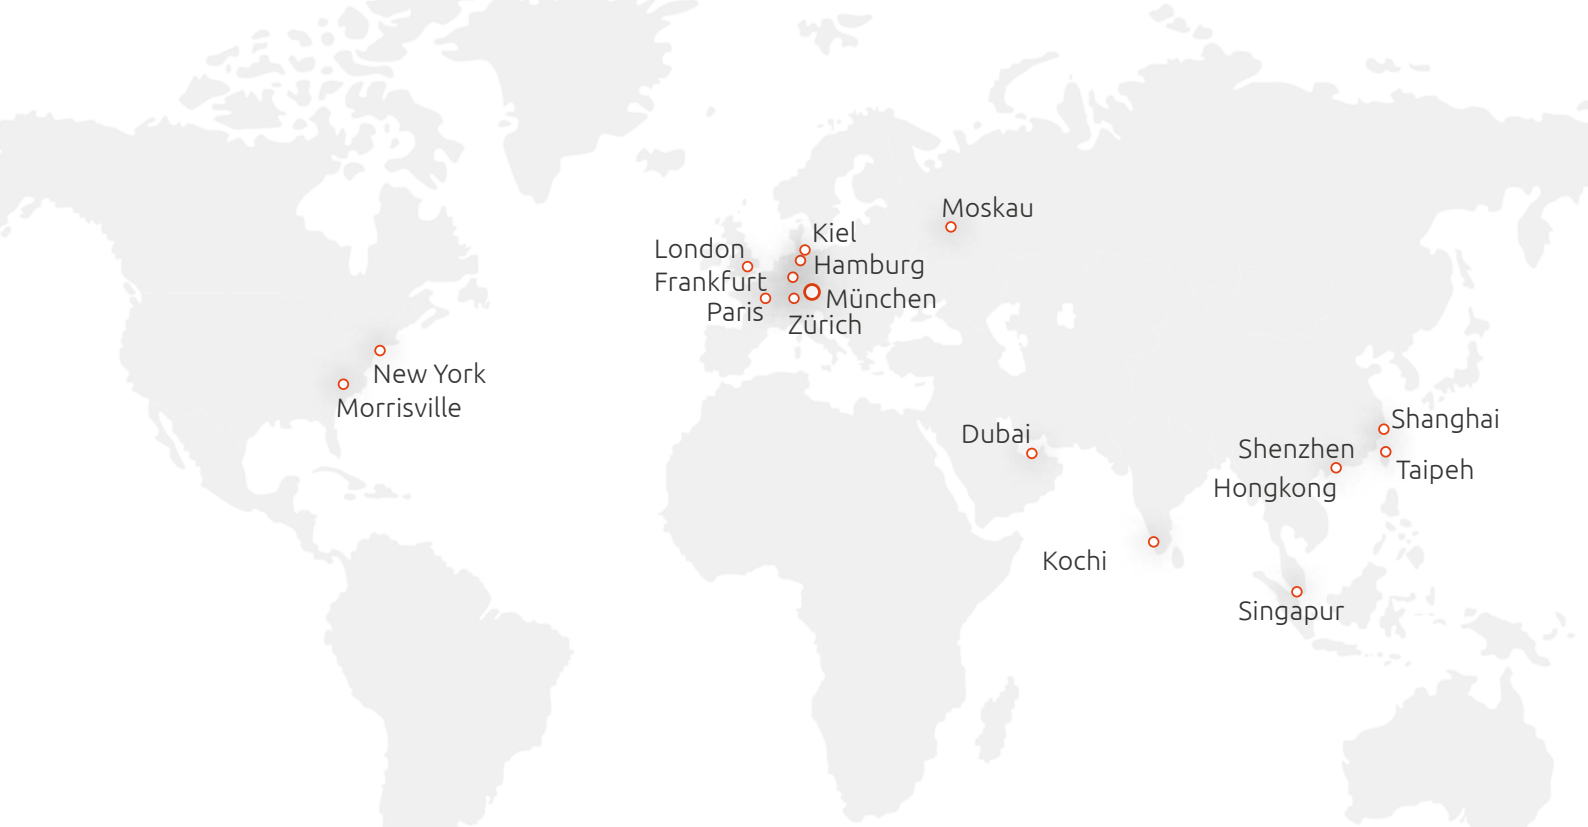 Moskau
Kiel
London
Hamburg
Frankfurt
München
Paris
Zürich
New York
Morrisville
Shanghai
Dubai
Shenzhen
Taipeh
Hongkong
Kochi
Singapur